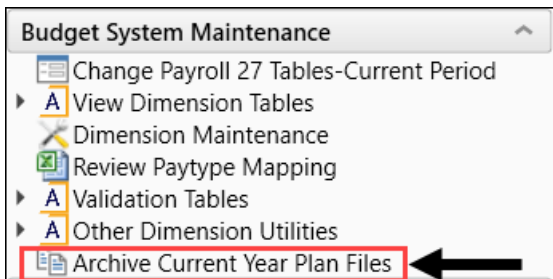 Budget System Maintenance
Change Payroll 27 Tables-Current Period
A View Dimension Tables
Dimension Maintenance
Review Paytype Mapping
A Validation Tables
A Other Dimension Utilities
Archive Current Year Plan Files